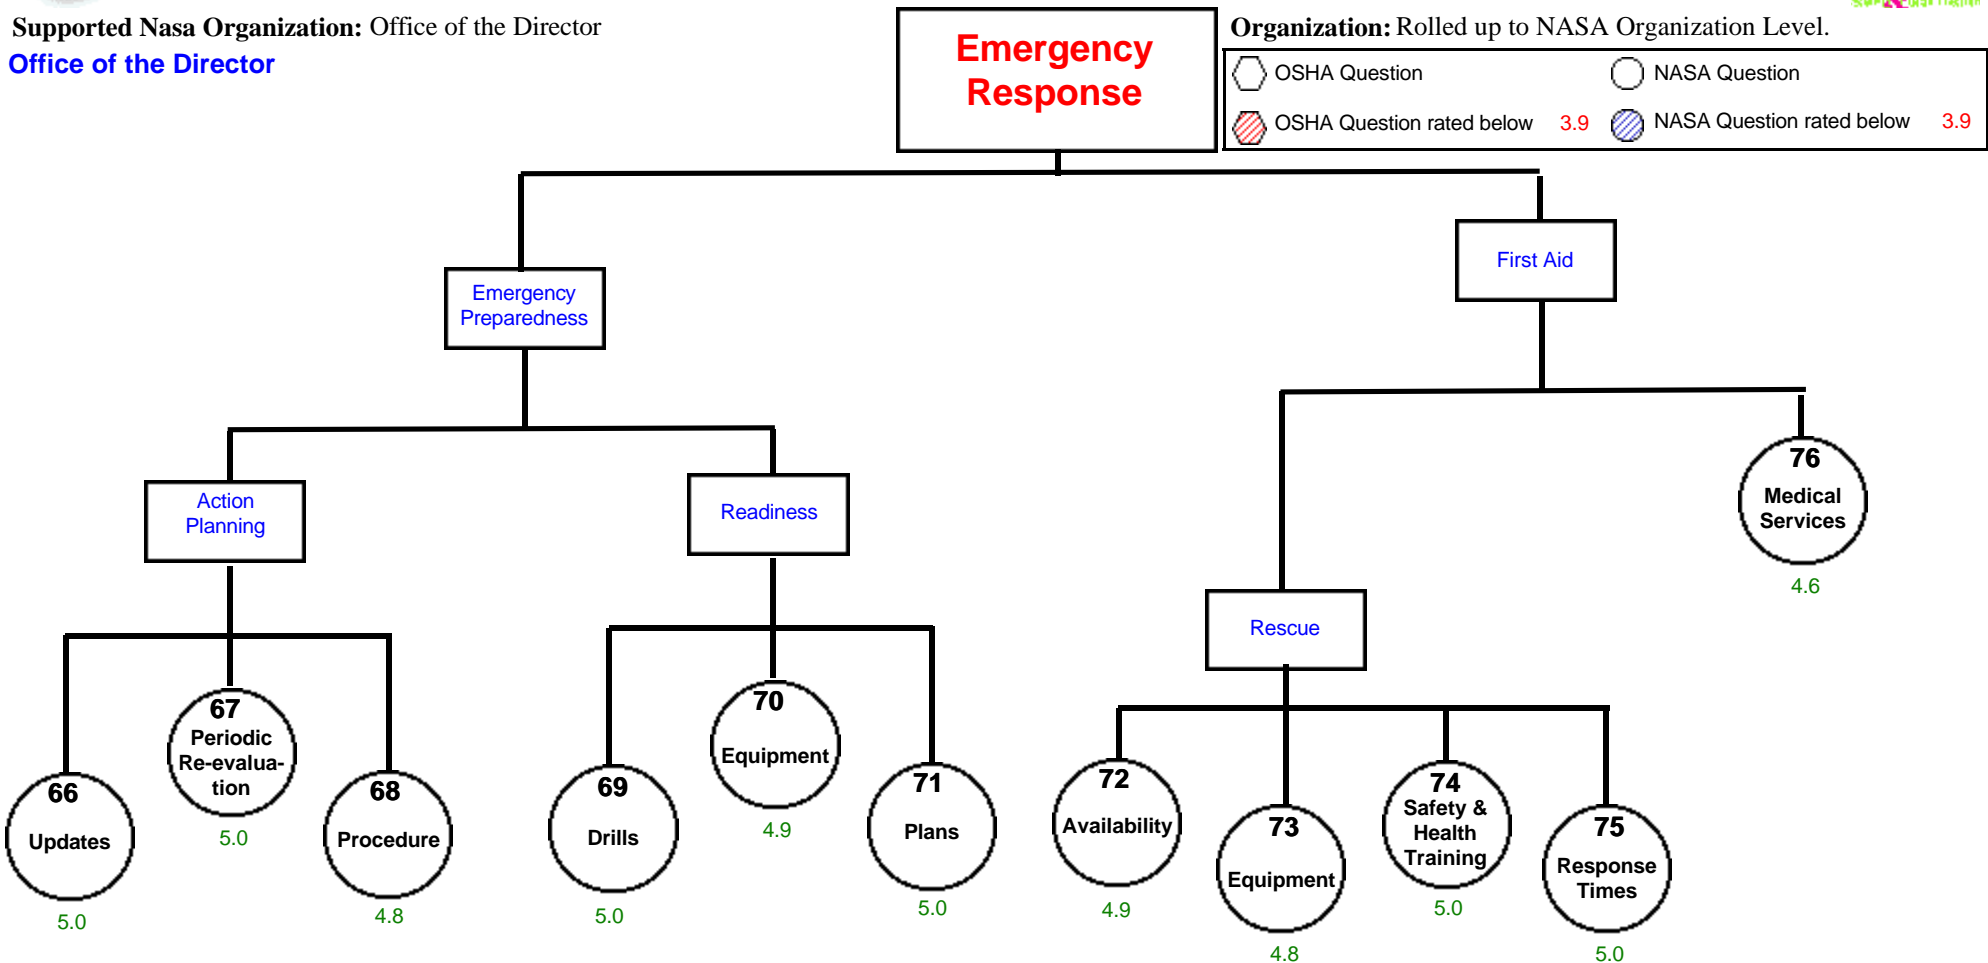 Supported Nasa Organization: Office of the Director
Office of the Director
Emergency
Response
Organization: Rolled up to NASA Organization Level.
OSHA Question
NASA Question
OSHA Question rated below 3.9
NASA Question rated below 3.9
First Aid
Emergency
Preparedness
Action
Planning
Readiness
Rescue
76
Medical
Services
4.6
66
Updates
5.0
67
Periodic
Re-evalua-
tion
5.0
68
Procedure
4.8
69
Drills
5.0
70
Equipment
4.9
71
Plans
5.0
72
Availability
4.9
73
Equipment
4.8
74
Safety &
Health
Training
5.0
75
Response
Times
5.0